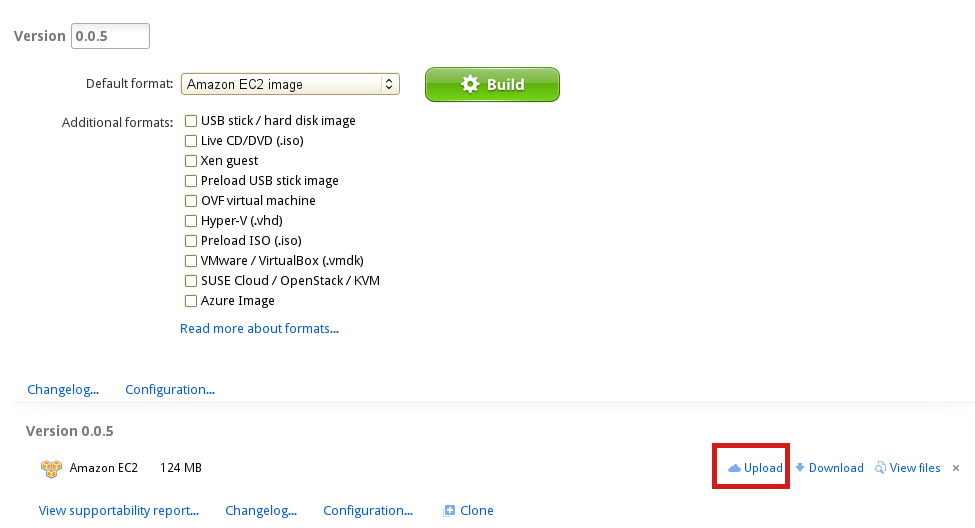 Version 0.0.5
Default format: Amazon EC2 image Build
Additional formats: USB stick / hard disk image
Live CD/DVD (.iso)
Xen guest
Preload USB stick image
OVF virtual machine
Hyper-V (.vhd)
Preload ISO (.iso)
VMware / VirtualBox (.vmdk)
SUSE Cloud / OpenStack / KVM
Azure Image
Read more about formats...
Changelog... Configuration...
Version 0.0.5
Amazon EC2 124 MB Upload Download View files ×
View supportability report... Changelog... Configuration... Clone